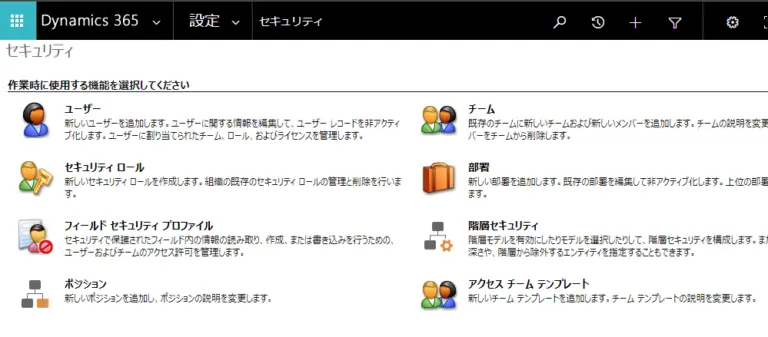 Dynamics 365 設定 セキュリティ
セキュリティ
作業時に使用する機能を選択してください
ユーザー
新しいユーザーを追加します。ユーザーに関する情報を編集して、ユーザー レコードを非アクティ
ブ化します。ユーザーに割り当てられたチーム、ロール、およびライセンスを管理します。
チーム
既存のチームに新しいチームおよび新しいメンバーを追加します。チームの説明を変更
バーをチームから削除します。
セキュリティ ロール
新しいセキュリティ ロールを作成します。組織の既存のセキュリティ ロールの管理と削除を行いま
す。
部署
新しい部署を追加します。既存の部署を編集して非アクティブ化します。上位の部署
ます。
フィールド セキュリティ プロファイル
セキュリティで保護されたフィールド内の情報の読み取り、作成、または書き込みを行うための、
ユーザーおよびチームのアクセス許可を管理します。
階層セキュリティ
階層モデルを有効にしたりモデルを選択したりして、階層セキュリティを構成します。ま
深さや、階層から除外するエンティティを指定することもできます。
ポジション
新しいポジションを追加し、ポジションの説明を変更します。
アクセス チーム テンプレート
新しいチーム テンプレートを追加します。チーム テンプレートの説明を変更します。